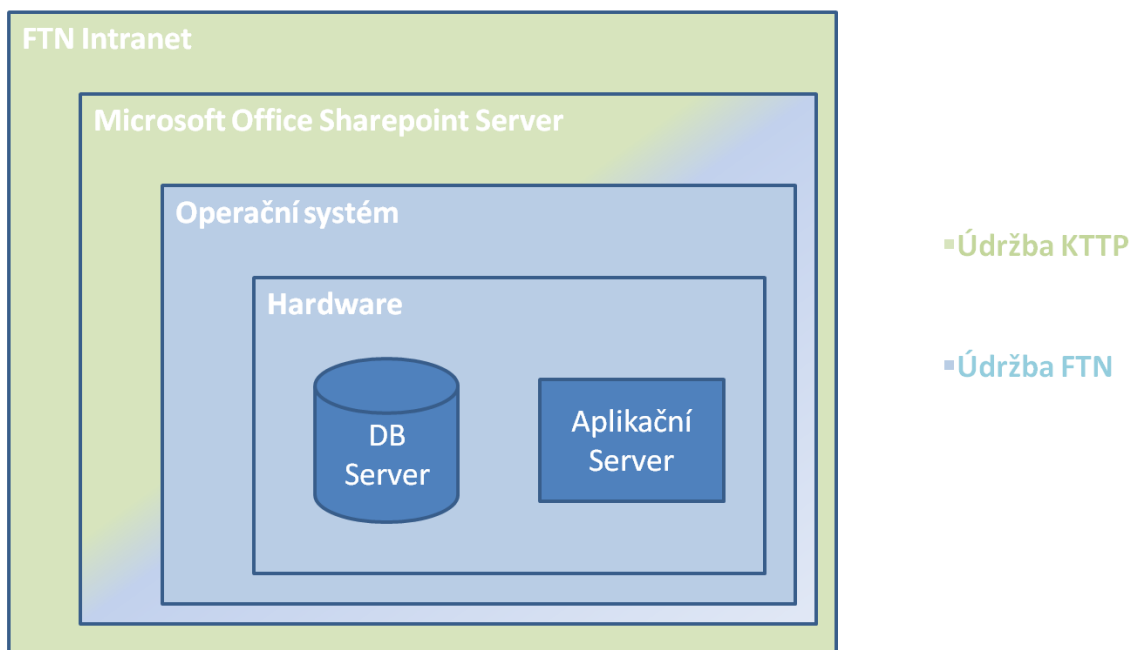 FTN Intranet
Microsoft Office Sharepoint Server
Operační systém
Hardware
DB
Server
Aplikační
Server
Údržba KTTP
Údržba FTN